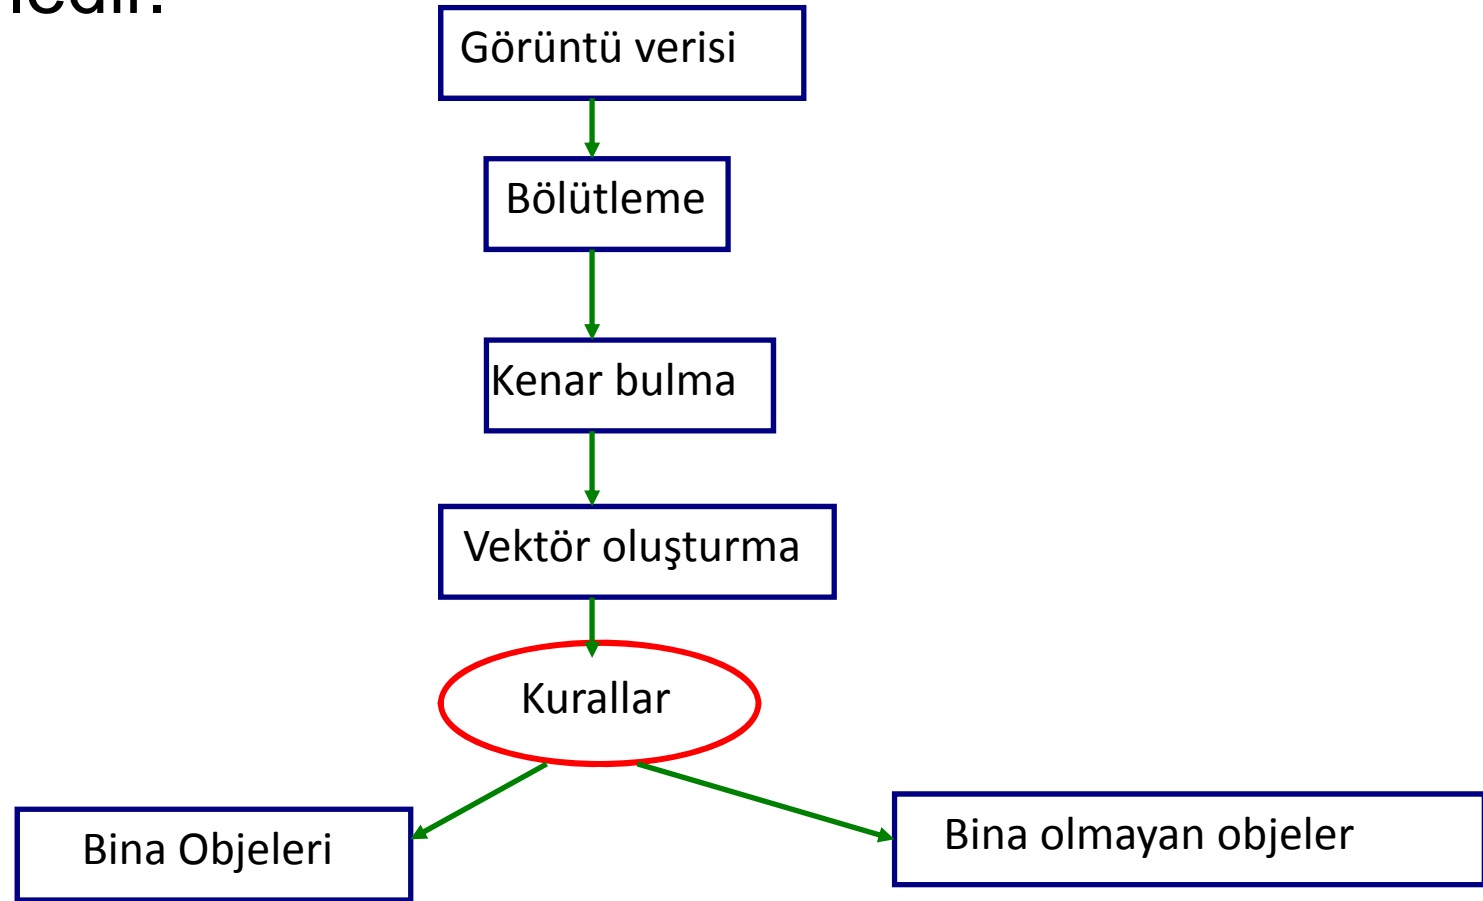 Görüntü verisi
Bölütleme
Kenar bulma
Vektör oluşturma
Kurallar
Bina Objeleri
Bina olmayan objeler